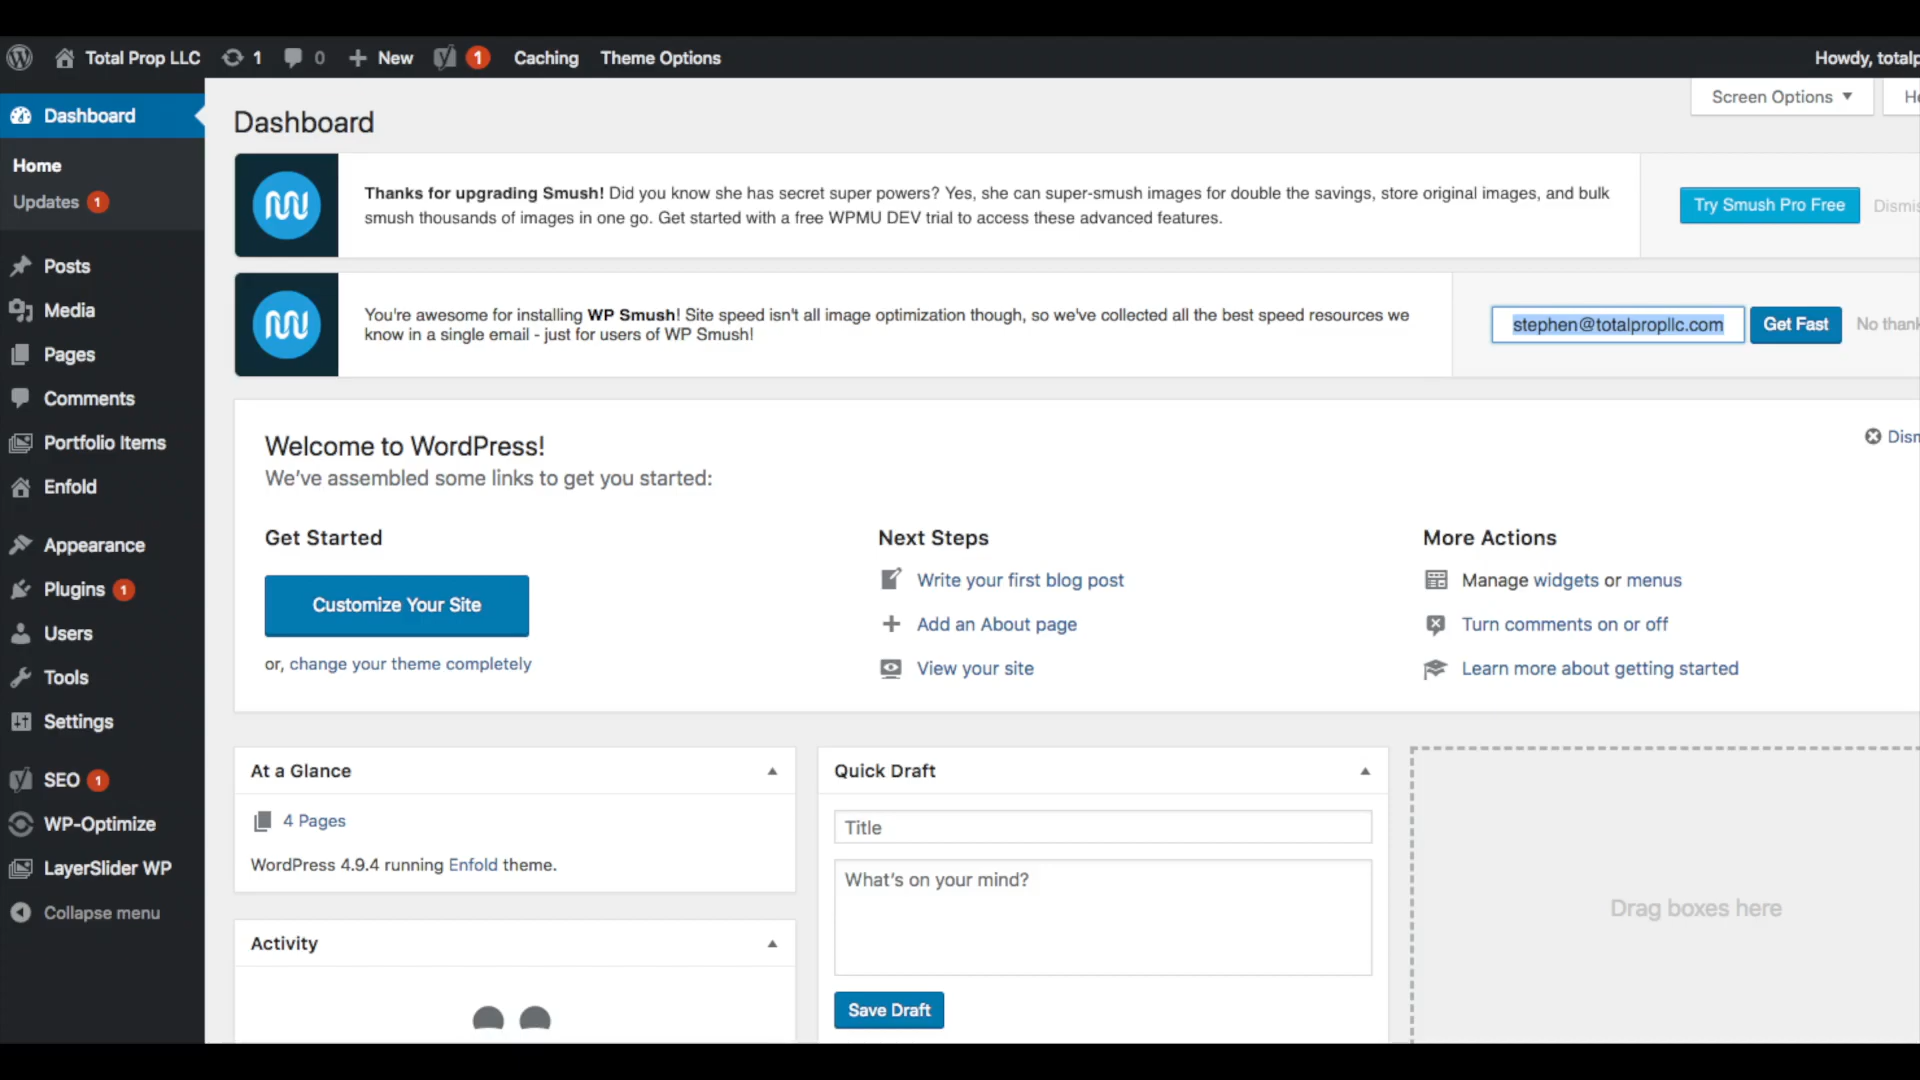 Total Prop LLC 1 0 New 1 Caching Theme Options Howdy, totalp
Dashboard
Home
Updates 1
Posts
Media
Pages
Comments
Portfolio Items
Enfold
Appearance
Plugins 1
Users
Tools
Settings
SEO 1
WP-Optimize
LayerSlider WP
Collapse menu
Screen Options He
Dashboard
Thanks for upgrading Smush! Did you know she has secret super powers? Yes, she can super-smush images for double the savings, store original images, and bulk
smush thousands of images in one go. Get started with a free WPMU DEV trial to access these advanced features.
Try Smush Pro Free Dismis
You're awesome for installing WP Smush! Site speed isn't all image optimization though, so we've collected all the best speed resources we
know in a single email - just for users of WP Smush!
stephen@totalpropllc.com Get Fast No thank
Welcome to WordPress!
Dism
We've assembled some links to get you started:
Get Started
Customize Your Site
or, change your theme completely
Next Steps
Write your first blog post
Add an About page
View your site
More Actions
Manage widgets or menus
Turn comments on or off
Learn more about getting started
At a Glance
4 Pages
WordPress 4.9.4 running Enfold theme.
Activity
Quick Draft
Title
What's on your mind?
Save Draft
Drag boxes here